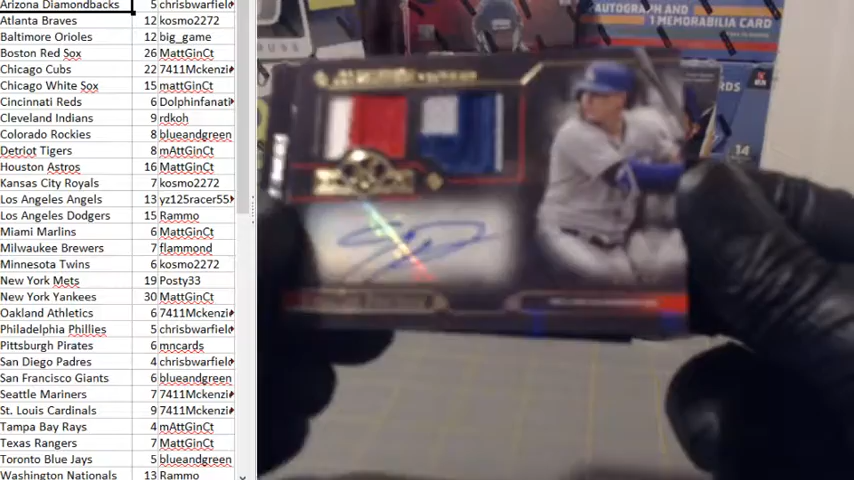 Arizona Diamondbacks 5 chrisbwarfiel
Atlanta Braves 12 kosmo2272
Baltimore Orioles 12 big_game
Boston Red Sox 26 MattGinCt
Chicago Cubs 22 7411Mckenzi
Chicago White Sox 15 mattGinCt
Cincinnati Reds 6 Dolphinfanati
Cleveland Indians 9 rdkoh
Colorado Rockies 8 blueandgreen
Detriot Tigers 8 mAttGinCt
Houston Astros 16 MattGinCt
Kansas City Royals 7 kosmo2272
Los Angeles Angels 13 yz125racer55
Los Angeles Dodgers 15 Rammo
Miami Marlins 6 MattGinCt
Milwaukee Brewers 7 flammond
Minnesota Twins 6 kosmo2272
New York Mets 19 Posty33
New York Yankees 30 MattGinCt
Oakland Athletics 6 7411Mckenzi
Philadelphia Phillies 5 chrisbwarfiel
Pittsburgh Pirates 6 mncards
San Diego Padres 4 chrisbwarfiel
San Francisco Giants 6 blueandgreen
Seattle Mariners 7 7411Mckenzi
St. Louis Cardinals 9 7411Mckenzi
Tampa Bay Rays 4 mAttGinCt
Texas Rangers 7 MattGinCt
Toronto Blue Jays 5 blueandgreen
Washington Nationals 13 Rammo
AUTOGRAPH AND
1 MEMORABILIA CARD
14